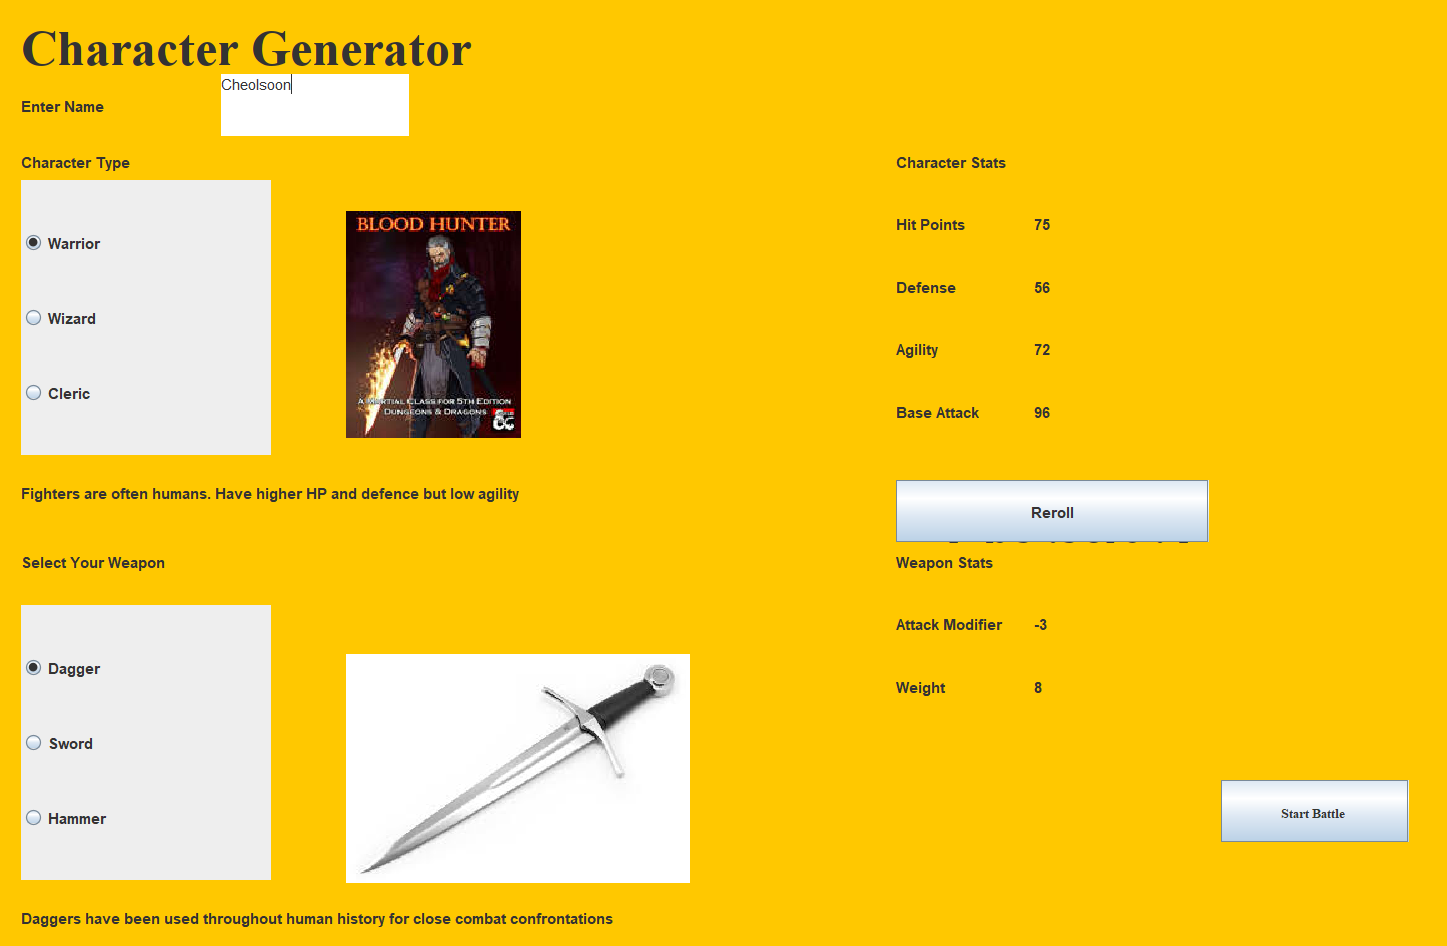 Character Generator
Cheolsoon
Enter Name
Character Type
Character Stats
Warrior
Wizard
Cleric
BLOOD HUNTER
A MARTIAL CLASS FOR 5TH EDITION
DUNGEONS & DRAGONS
Hit Points 75
Defense 56
Agility 72
Base Attack 96
Fighters are often humans. Have higher HP and defence but low agility
Reroll
Select Your Weapon
Weapon Stats
Dagger
Sword
Hammer
Attack Modifier -3
Weight 8
Start Battle
Daggers have been used throughout human history for close combat confrontations